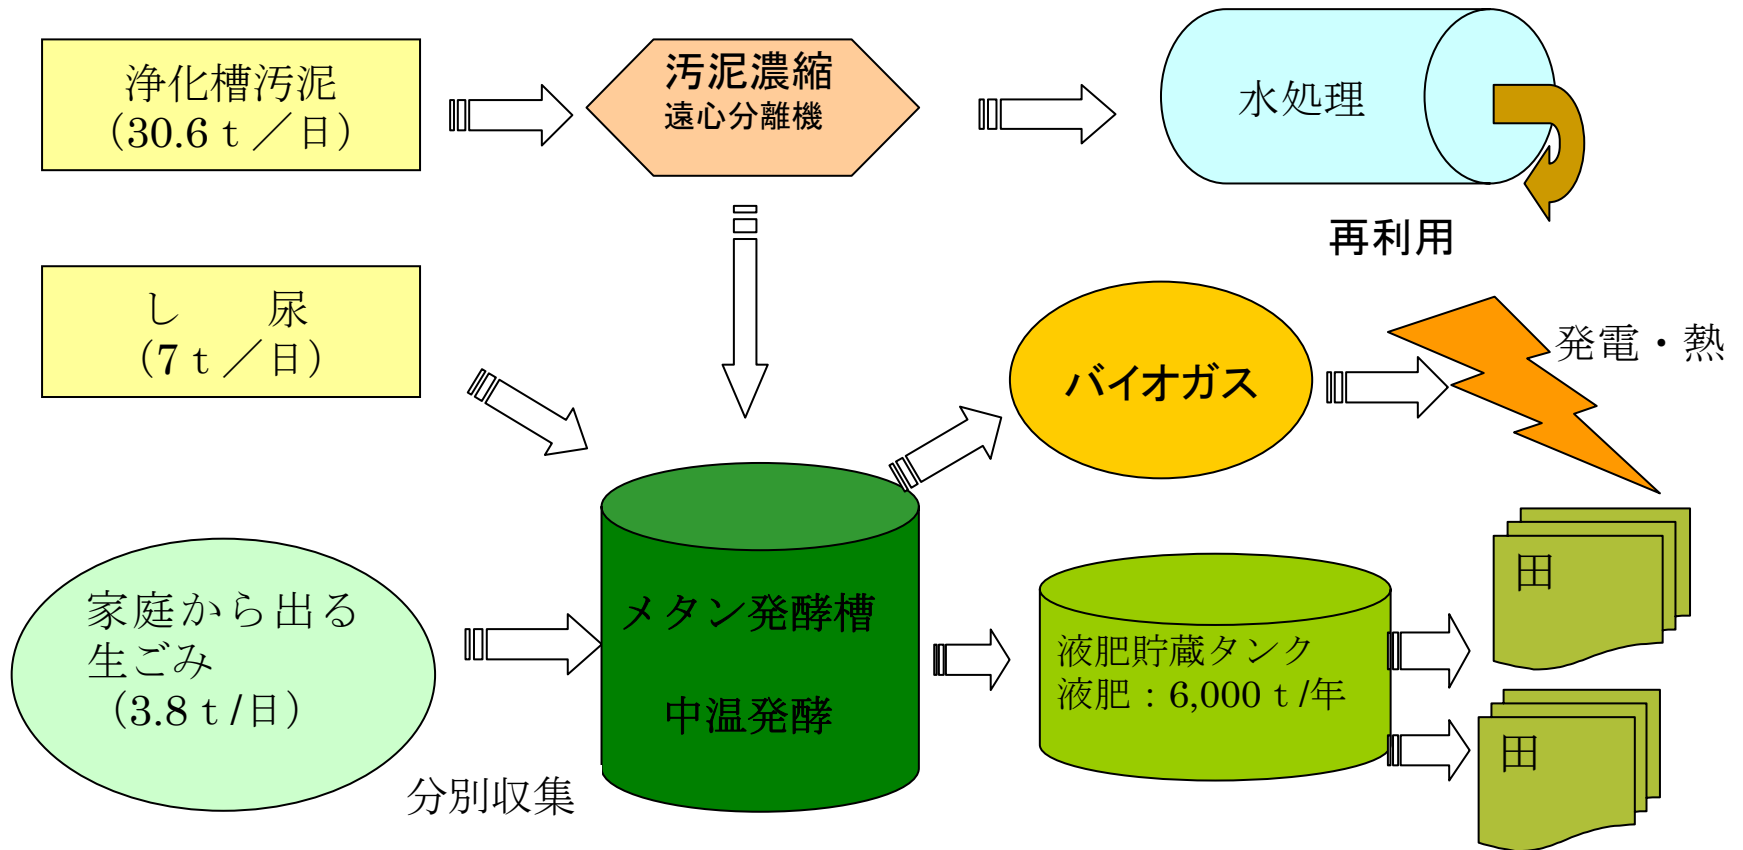 浄化槽汚泥
（30.6ｔ／日）
汚泥濃縮
遠心分離機
水処理
再利用
し　　尿
（7ｔ／日）
バイオガス
発電・熱
家庭から出る
生ごみ
（3.8ｔ/日）
分別収集
メタン発酵槽
中温発酵
液肥貯蔵タンク
液肥：6,000ｔ/年
田
田